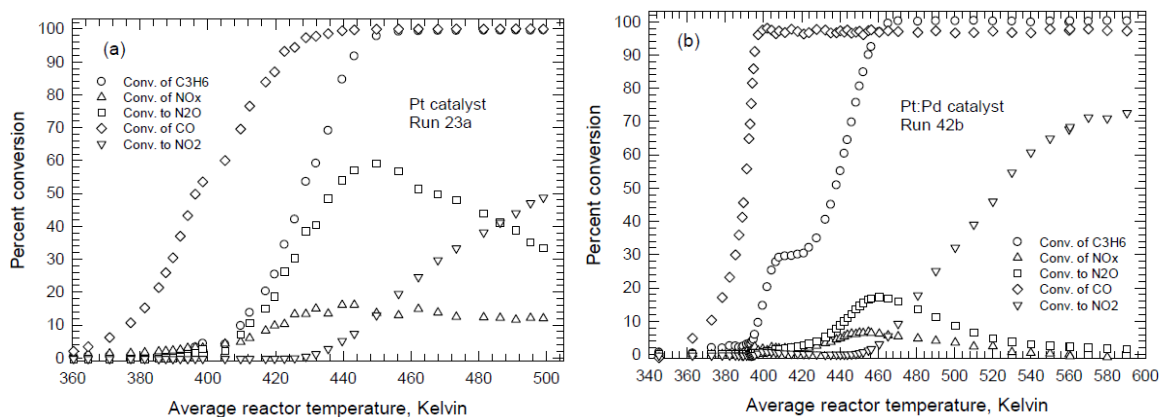 (a)
100
90
80
70
60
50
40
30
20
10
0
Percent conversion
Conv. of C3H6
Conv. of NOx
Conv. to N2O
Conv. of CO
Conv. to NO2
Pt catalyst
Run 23a
360 380 400 420 440 460 480 500
Average reactor temperature, Kelvin
(b)
100
90
80
70
60
50
40
30
20
10
0
Percent conversion
Pt:Pd catalyst
Run 42b
Conv. of C3H6
Conv. of NOx
Conv. to N2O
Conv. of CO
Conv. to NO2
340 360 380 400 420 440 460 480 500 520 540 560 580 600
Average reactor temperature, Kelvin